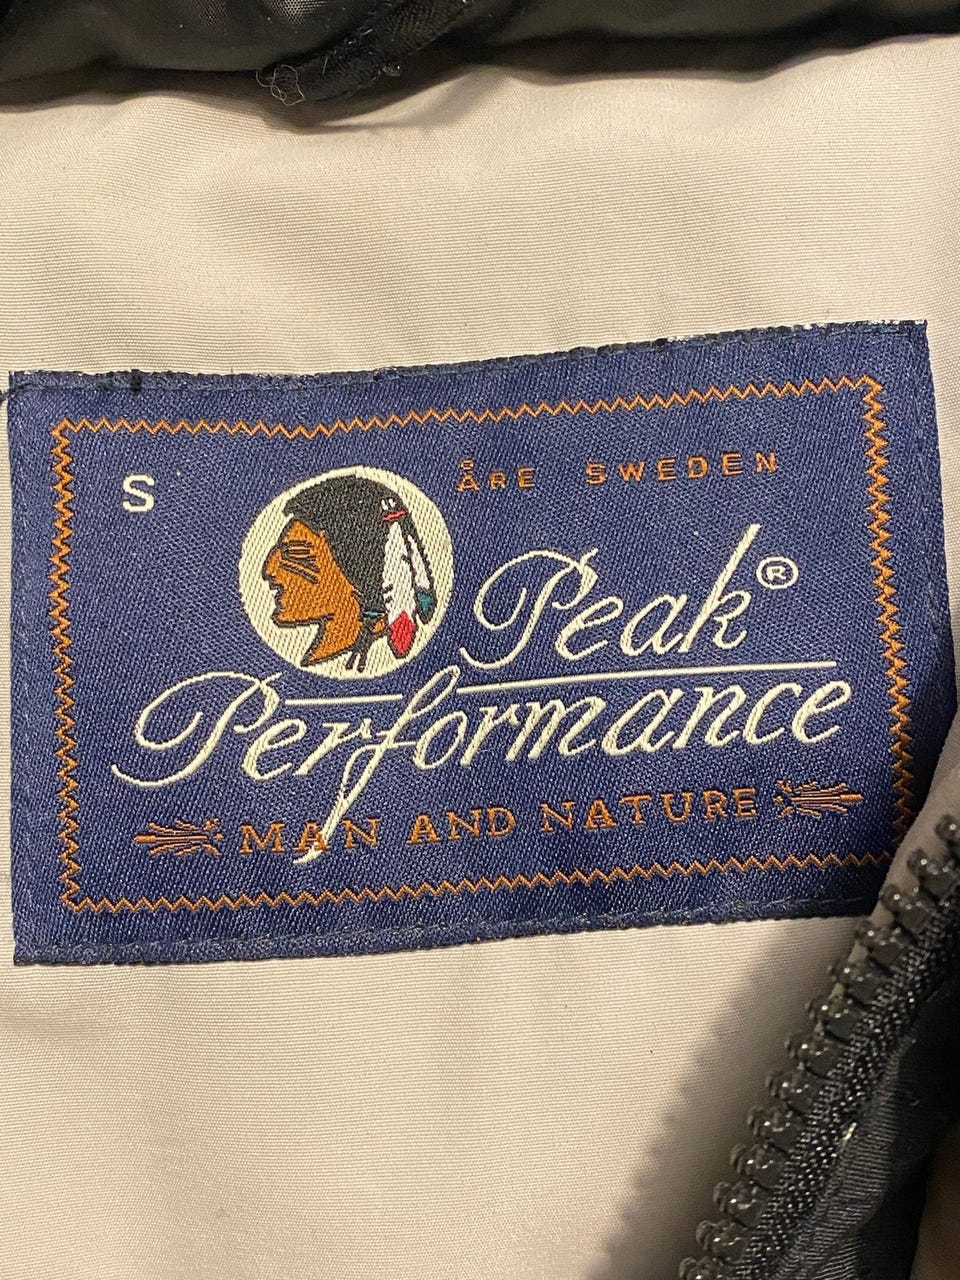 S
ÅRE SWEDEN
Peak®
Performance
MAN AND NATURE